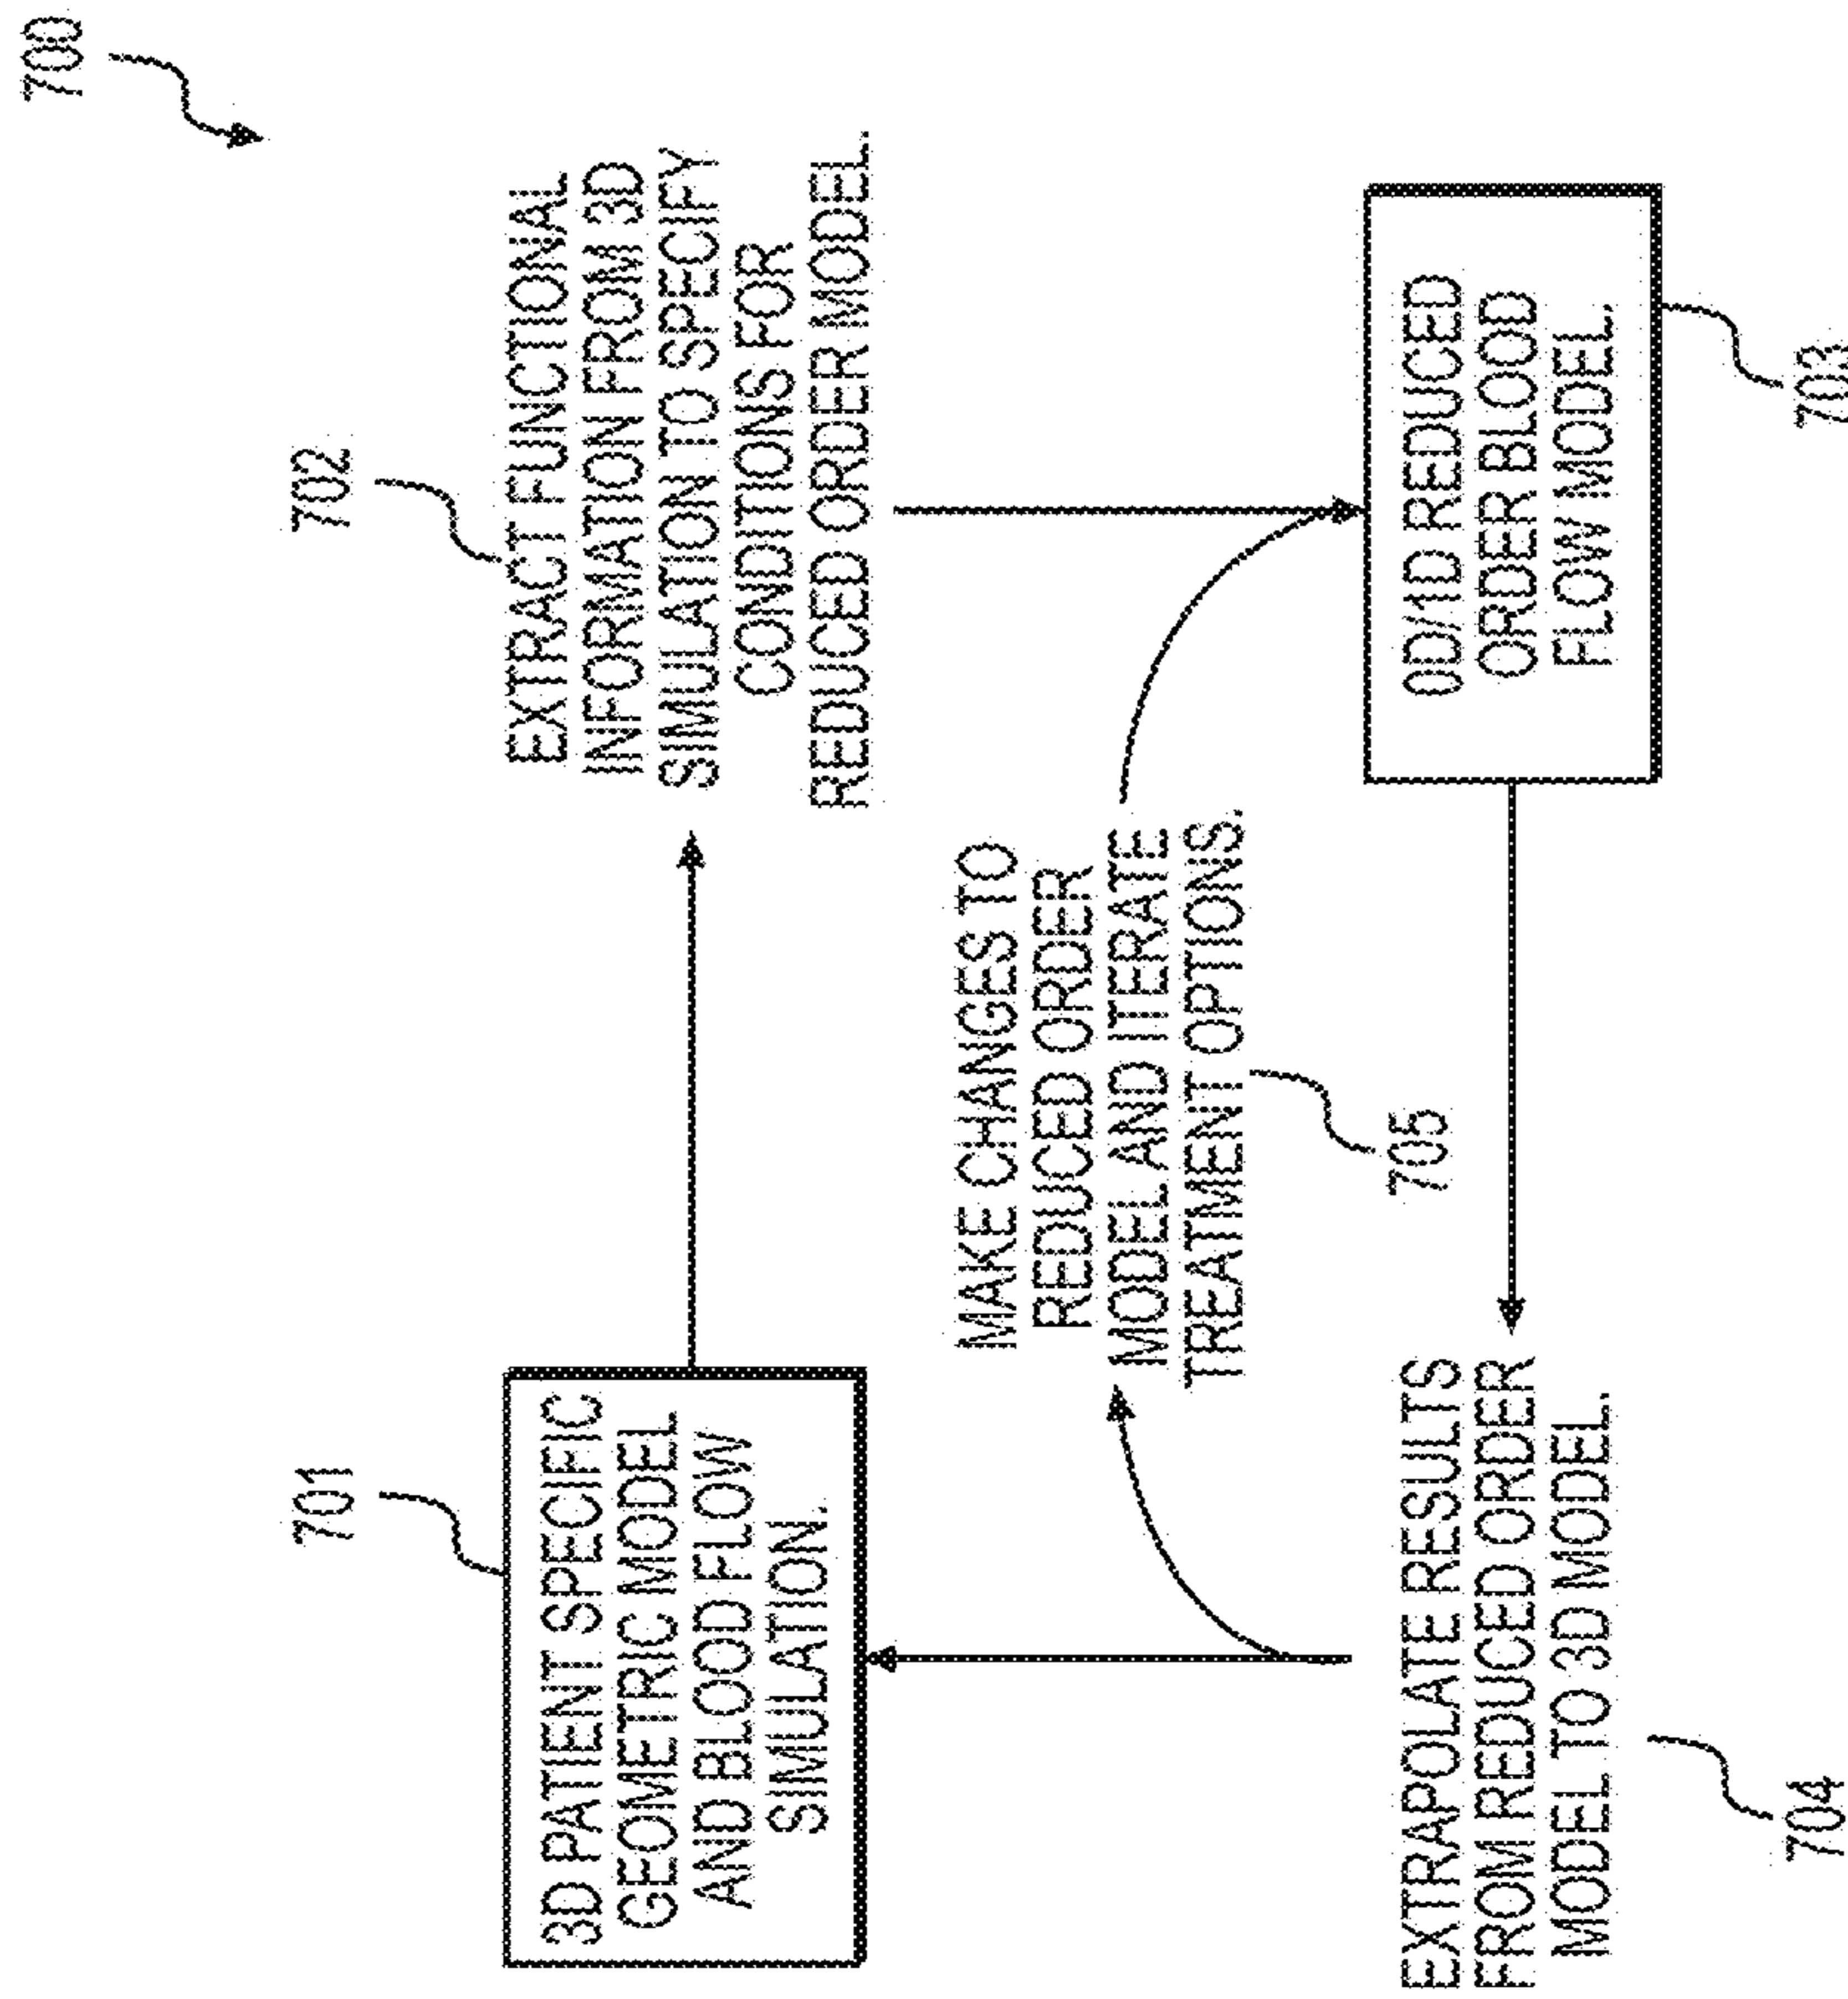 700
701
3D PATIENT SPECIFIC
GEOMETRIC MODEL
AND BLOOD FLOW
SIMULATION.
702
EXTRACT FUNCTIONAL
INFORMATION FROM 3D
SIMULATION TO SPECIFY
CONDITIONS FOR
REDUCED ORDER MODEL.
MAKE CHANGES TO
REDUCED ORDER
MODEL AND ITERATE
TREATMENT OPTIONS.
705
EXTRAPOLATE RESULTS
FROM REDUCED ORDER
MODEL TO 3D MODEL.
704
0D/1D REDUCED
ORDER BLOOD
FLOW MODEL.
703